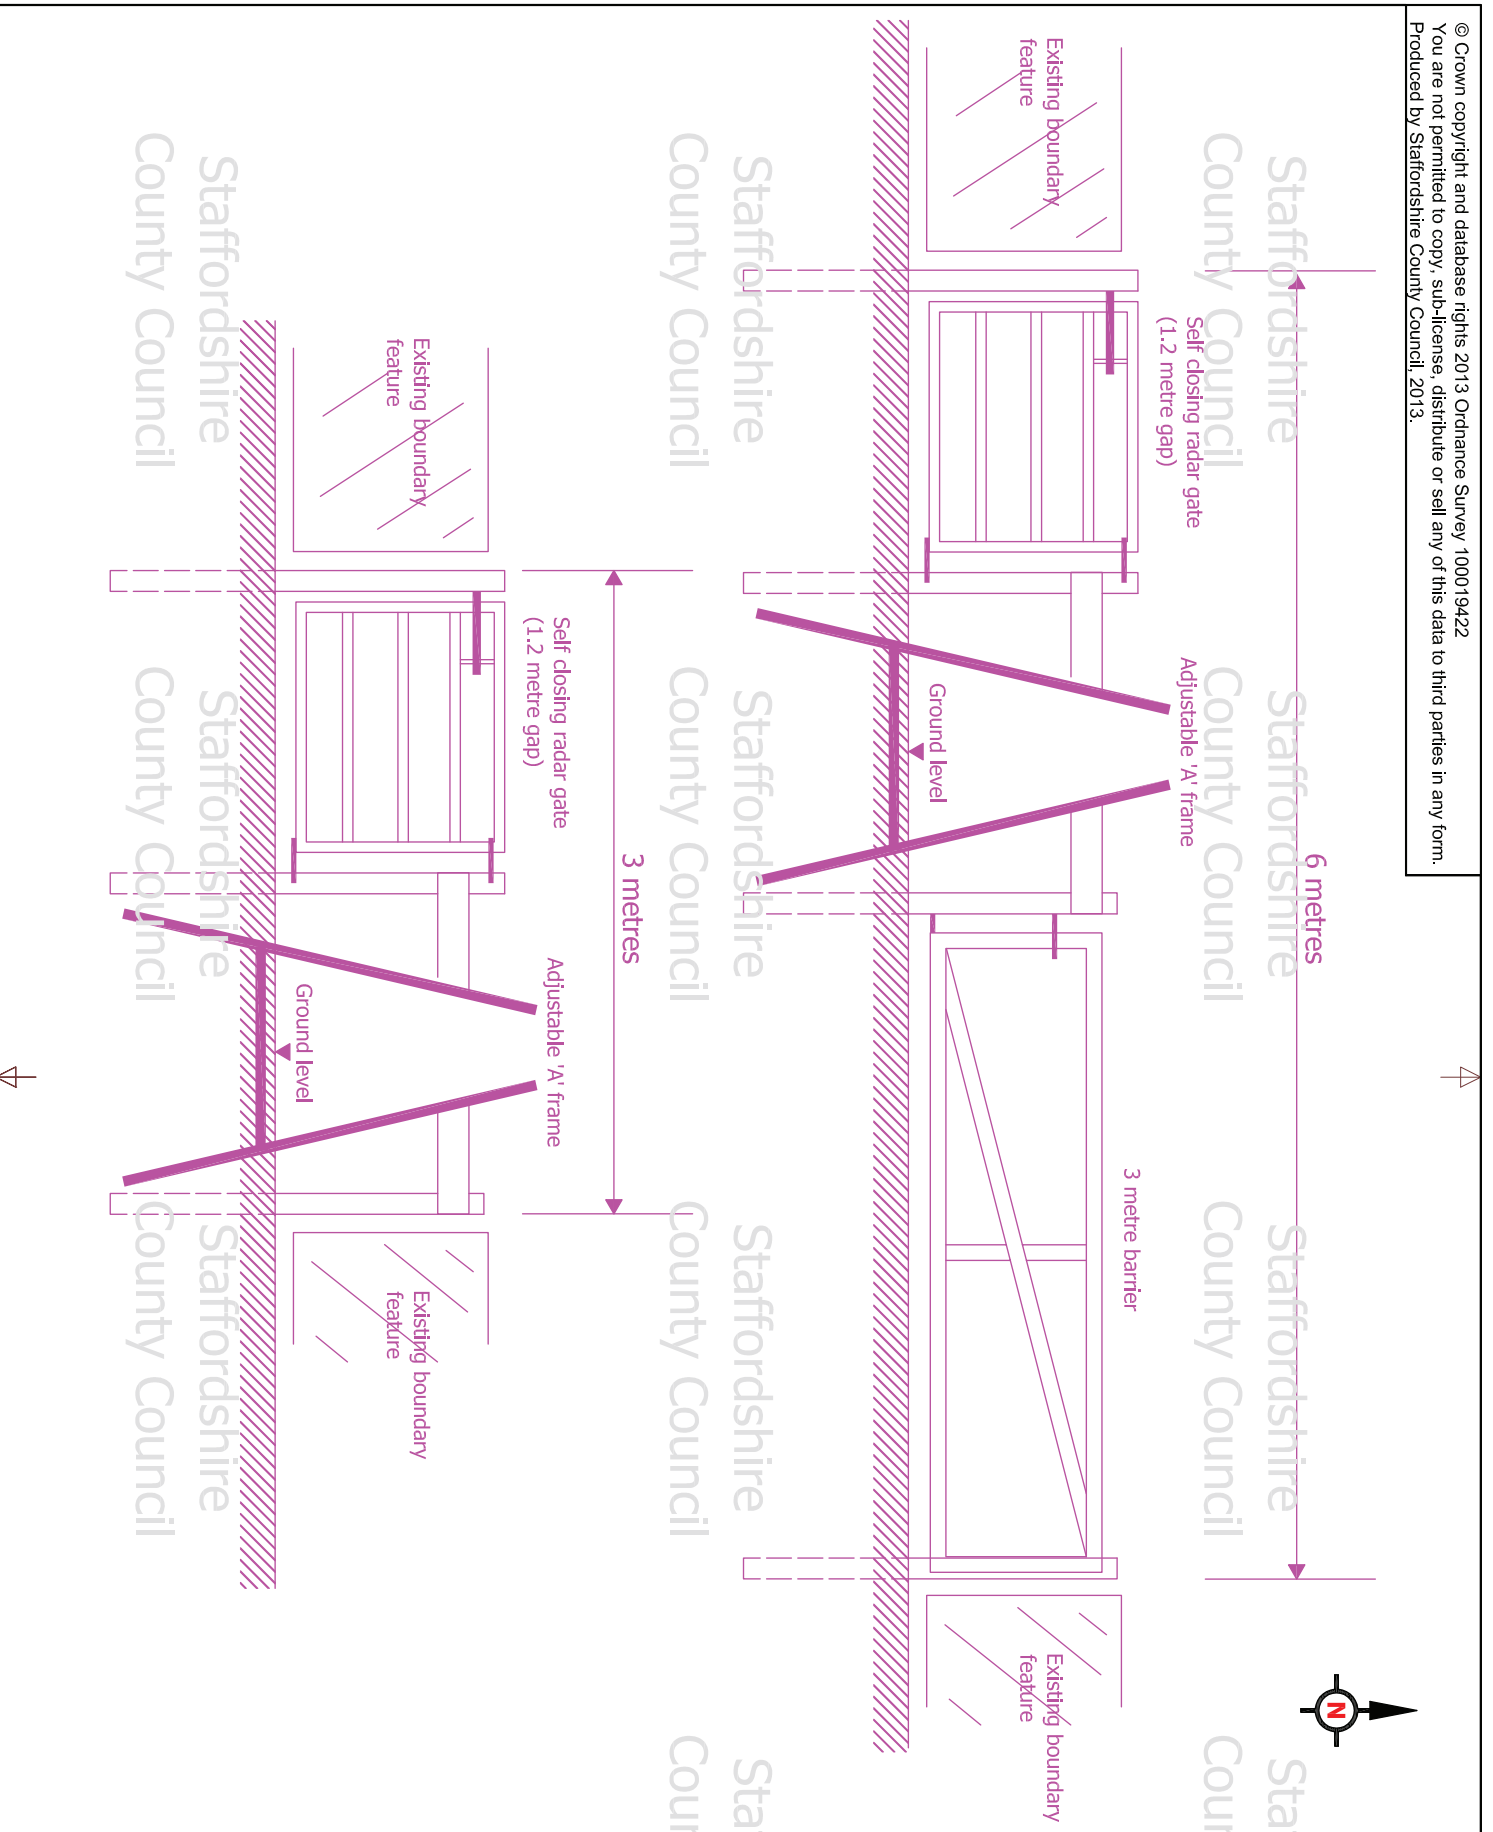 © Crown copyright and database rights 2013 Ordnance Survey 100019422
You are not permitted to copy, sub-license, distribute or sell any of this data to third parties in any form.
Produced by Staffordshire County Council, 2013.
6 metres
Existing boundary
feature
Self closing radar gate
(1.2 metre gap)
Adjustable 'A' frame
Ground level
3 metre barrier
Existing boundary
feature
N
3 metres
Existing boundary
feature
Self closing radar gate
(1.2 metre gap)
Adjustable 'A' frame
Ground level
Existing boundary
feature
Staffordshire
County Council
Staffordshire
County Council
Staffordshire
County Council
Sta
Coun
Staffordshire
County Council
Staffordshire
County Council
Staffordshire
County Council
Sta
Coun
Staffordshire
County Council
Staffordshire
County Council
Staffordshire
County Council